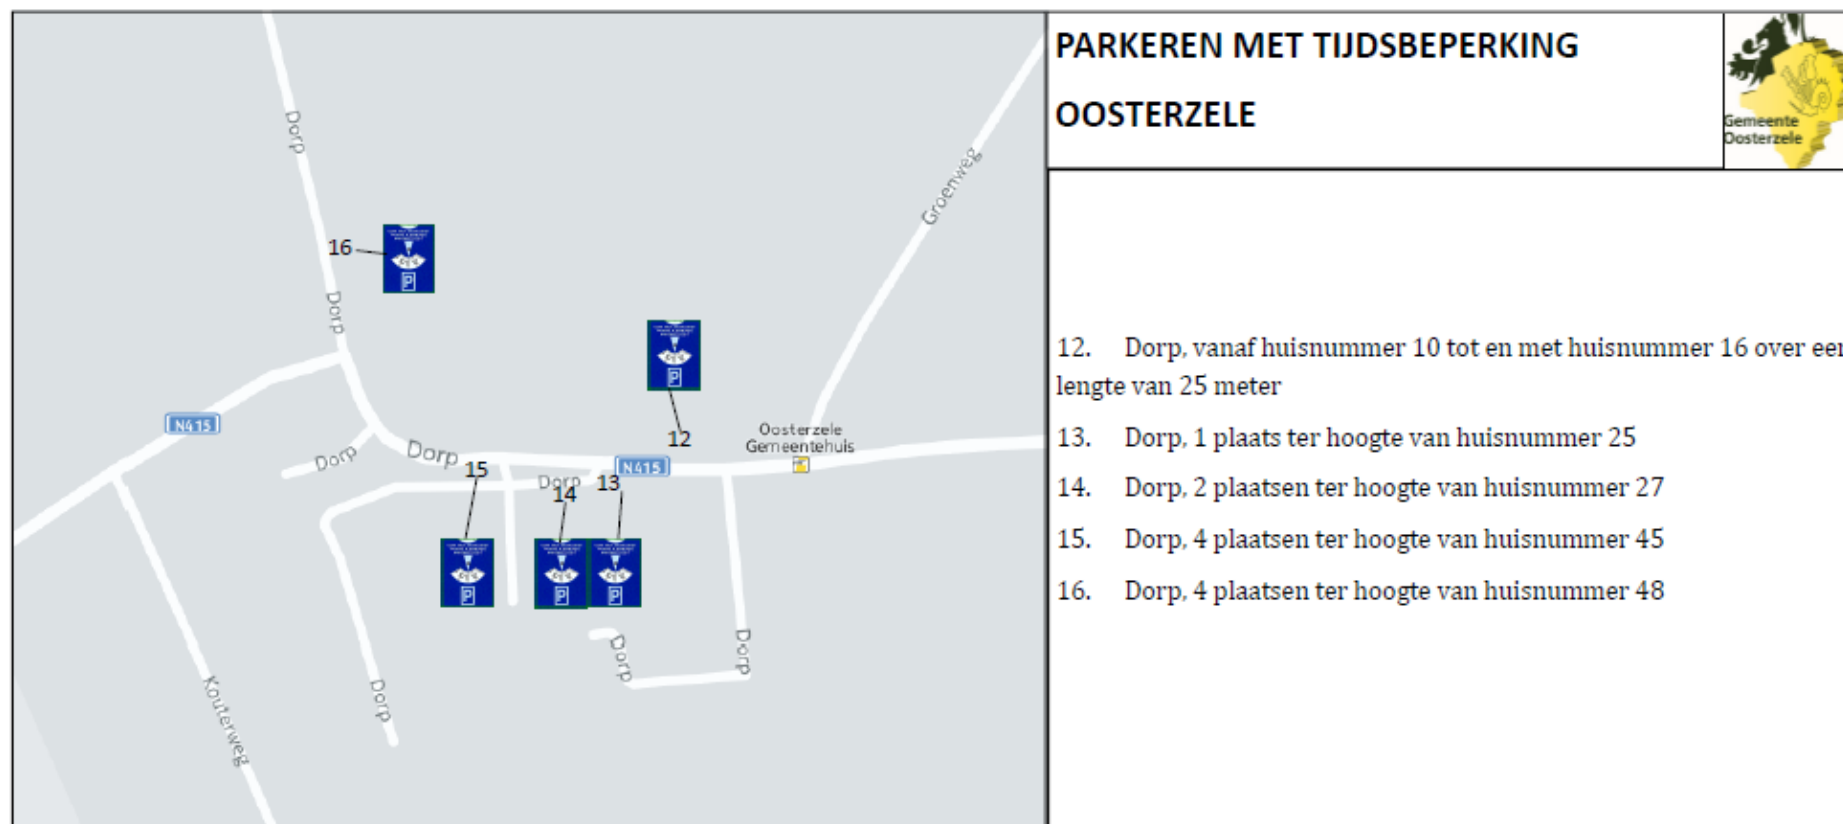 PARKEREN MET TIJDSBEPERKING
OOSTERZELE
Gemeente
Oosterzele
12. Dorp, vanaf huisnummer 10 tot en met huisnummer 16 over een
lengte van 25 meter
13. Dorp, 1 plaats ter hoogte van huisnummer 25
14. Dorp, 2 plaatsen ter hoogte van huisnummer 27
15. Dorp, 4 plaatsen ter hoogte van huisnummer 45
16. Dorp, 4 plaatsen ter hoogte van huisnummer 48
Dorp
Groenweg
16
P
Dorp
P
N415
12
Oosterzele
Gemeentehuis
Dorp
Dorp
15
N415
Dorp
14
13
P
P
P
Dorp
Dorp
Dorp
Kouterweg